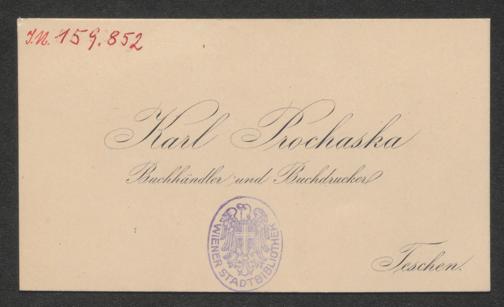 J.N. 159.852
Karl Prochaska
Buchhändler und Buchdrucker
WIENER STADTBIBLIOTHEK
Teschen.